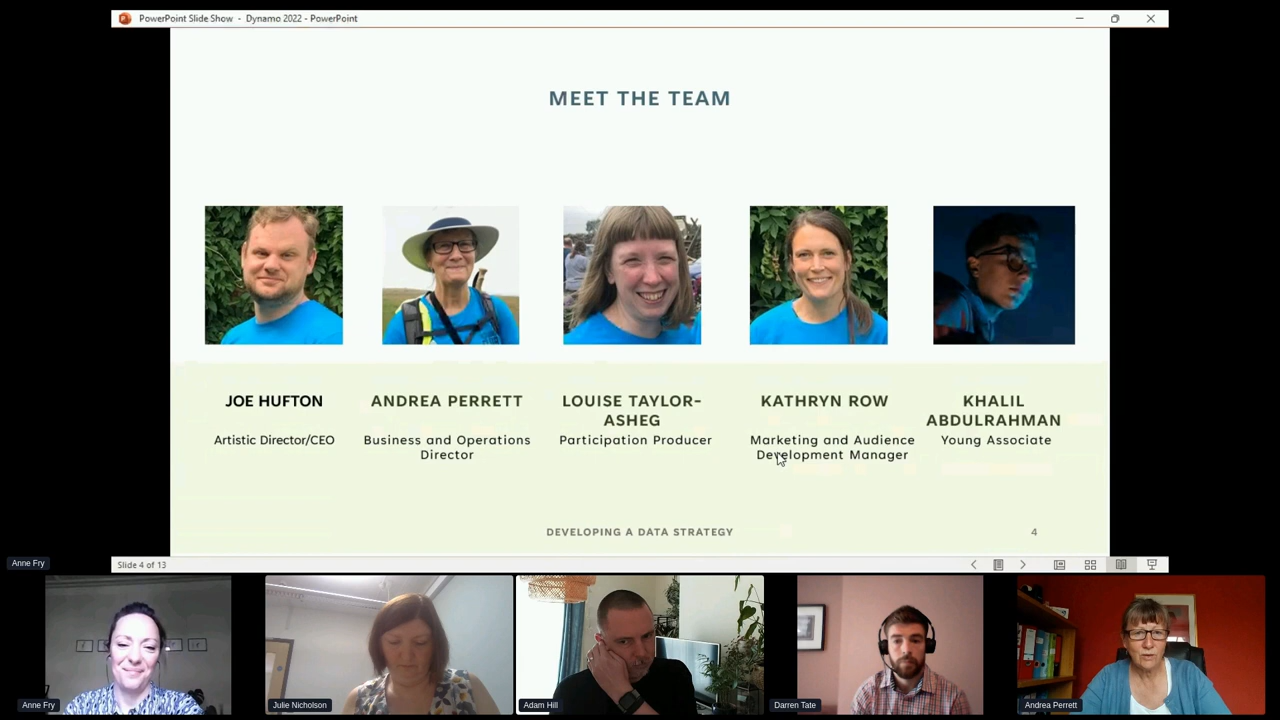 PowerPoint Slide Show - Dynamo 2022 - PowerPoint
MEET THE TEAM
JOE HUFTON
Artistic Director/CEO
ANDREA PERRETT
Business and Operations
Director
LOUISE TAYLOR-
ASHEG
Participation Producer
KATHRYN ROW
Marketing and Audience
Development Manager
KHALIL
ABDULRAHMAN
Young Associate
DEVELOPING A DATA STRATEGY
4
Anne Fry
Slide 4 of 13
Anne Fry
Julie Nicholson
Adam Hill
Darren Tate
Andrea Perrett